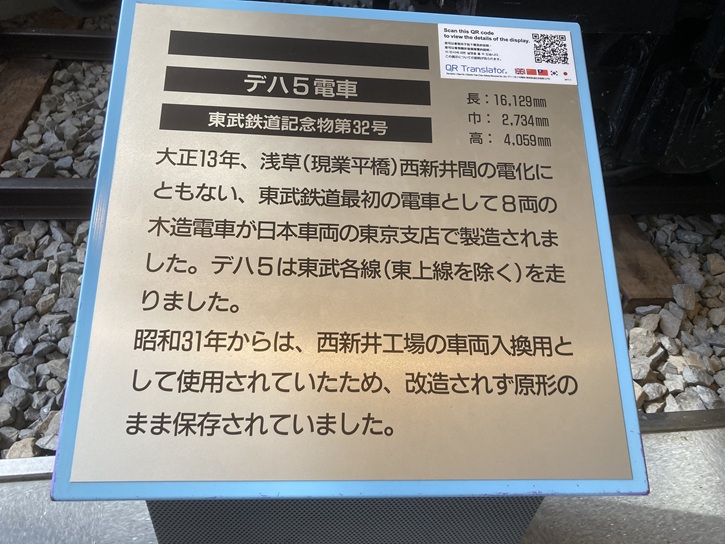 Scan this QR code
to view the details of the display.
QR Translator
デハ5電車
東武鉄道記念物第32号
長：16.129mm
巾： 2.734mm
高： 4.059mm
大正13年、浅草（現業平橋）西新井間の電化に
ともない、東武鉄道最初の電車として8両の
木造電車が日本車両の東京支店で製造されま
した。デハ5は東武各線（東上線を除く）を走
りました。
昭和31年からは、西新井工場の車両入換用と
して使用されていたため、改造されず原形の
まま保存されていました。